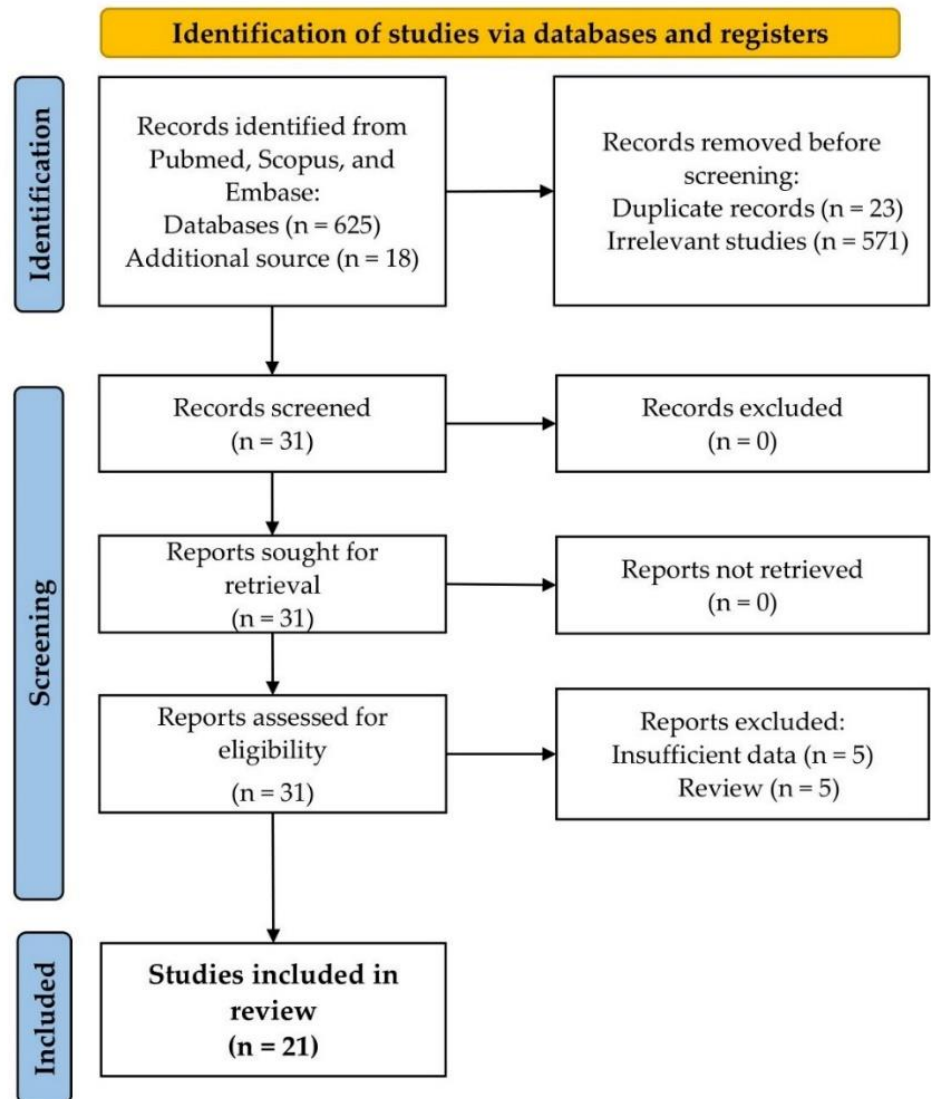 Identification of studies via databases and registers
Identification
Records identified from
Pubmed, Scopus, and
Embase:
Databases (n = 625)
Additional source (n = 18)
Records removed before
screening:
Duplicate records (n = 23)
Irrelevant studies (n = 571)
Screening
Records screened
(n = 31)
Records excluded
(n = 0)
Reports sought for
retrieval
(n = 31)
Reports not retrieved
(n = 0)
Reports assessed for
eligibility
(n = 31)
Reports excluded:
Insufficient data (n = 5)
Review (n = 5)
Included
Studies included in
review
(n = 21)